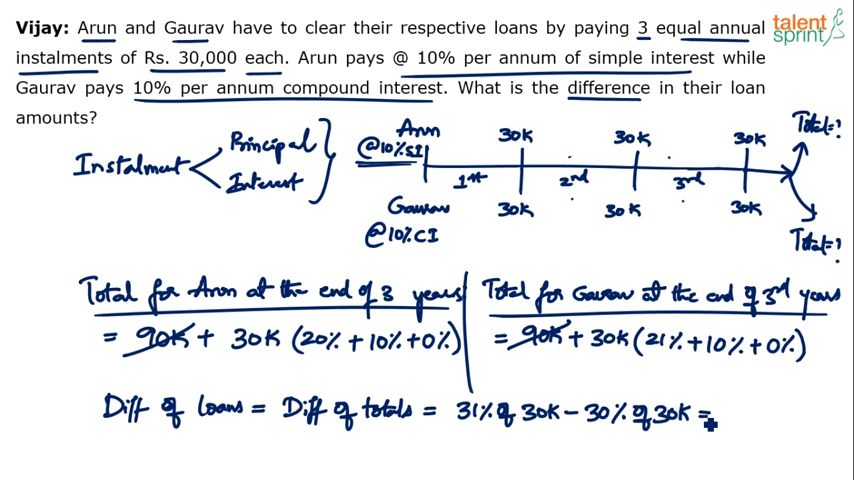 Vijay: Arun and Gaurav have to clear their respective loans by paying 3 equal annual
instalments of Rs. 30,000 each. Arun pays @ 10% per annum of simple interest while
Gaurav pays 10% per annum compound interest. What is the difference in their loan
amounts?
talent
sprint
Instalment
Principal
Interest
Arun
@10%SI
30K 30K 30K
Total=?
1st 2nd 3rd
Gaurav
@10%CI
30K 30K 30K
Total=?
Total for Arun at the end of 3 years
= 90K + 30K (20% + 10% + 0%)
Total for Gaurav at the end of 3rd years
= 90K + 30K (21% + 10% + 0%)
Diff of loans = Diff of totals = 31% of 30K - 30% of 30K =